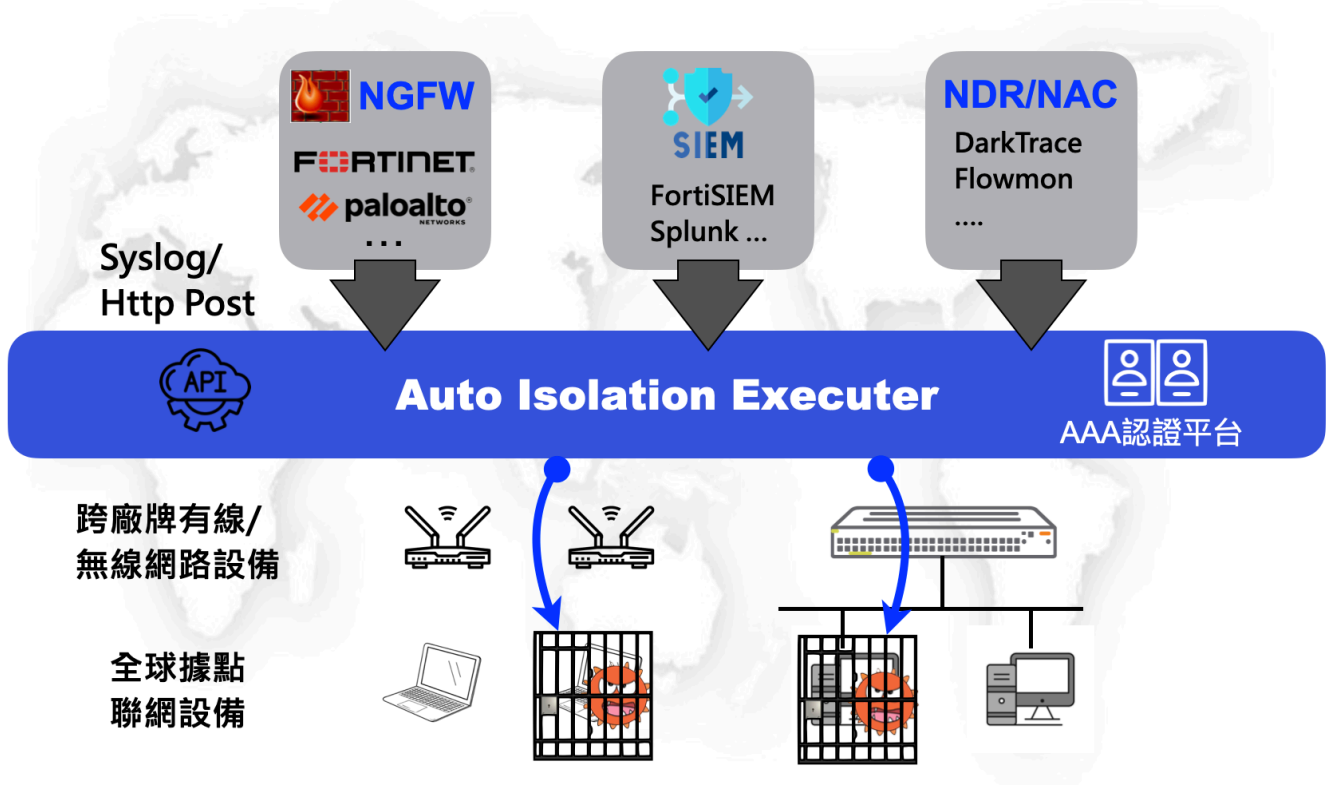 NGFW
FORTINET
paloalto
NETWORKS
...
SIEM
FortiSIEM
Splunk ...
NDR/NAC
DarkTrace
Flowmon
....
Syslog/
Http Post
API
Auto Isolation Executer
AAA認證平台
跨廠牌有線/
無線網路設備
全球據點
聯網設備